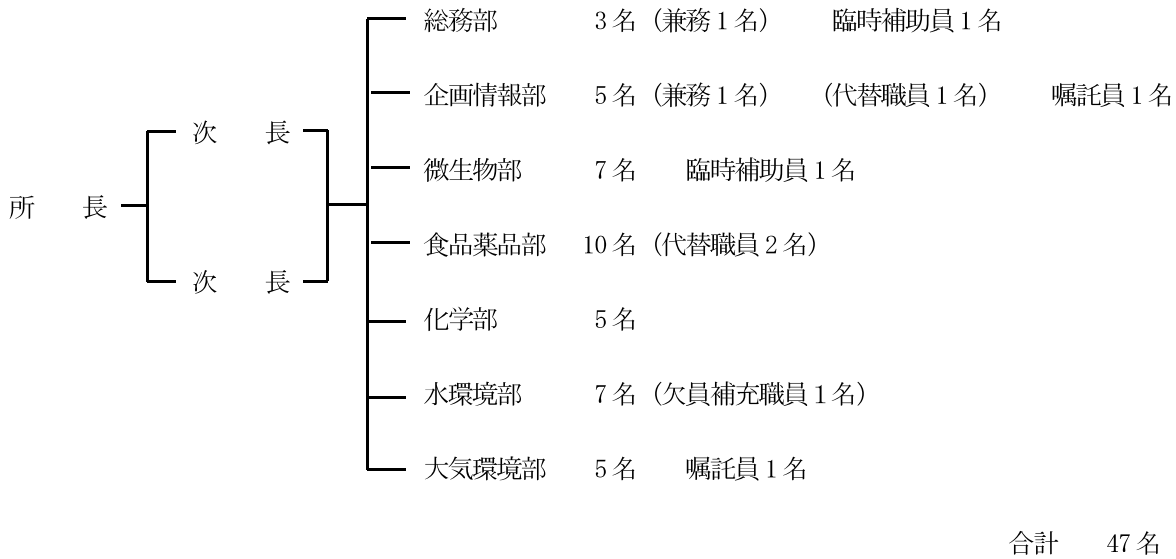 総務部 3名（兼務1名） 臨時補助員1名
企画情報部 5名（兼務1名） （代替職員1名） 嘱託員1名
次 長
微生物部 7名 臨時補助員1名
所 長
食品薬品部 10名（代替職員2名）
次 長
化学部 5名
水環境部 7名（欠員補充職員1名）
大気環境部 5名 嘱託員1名
合計 47名